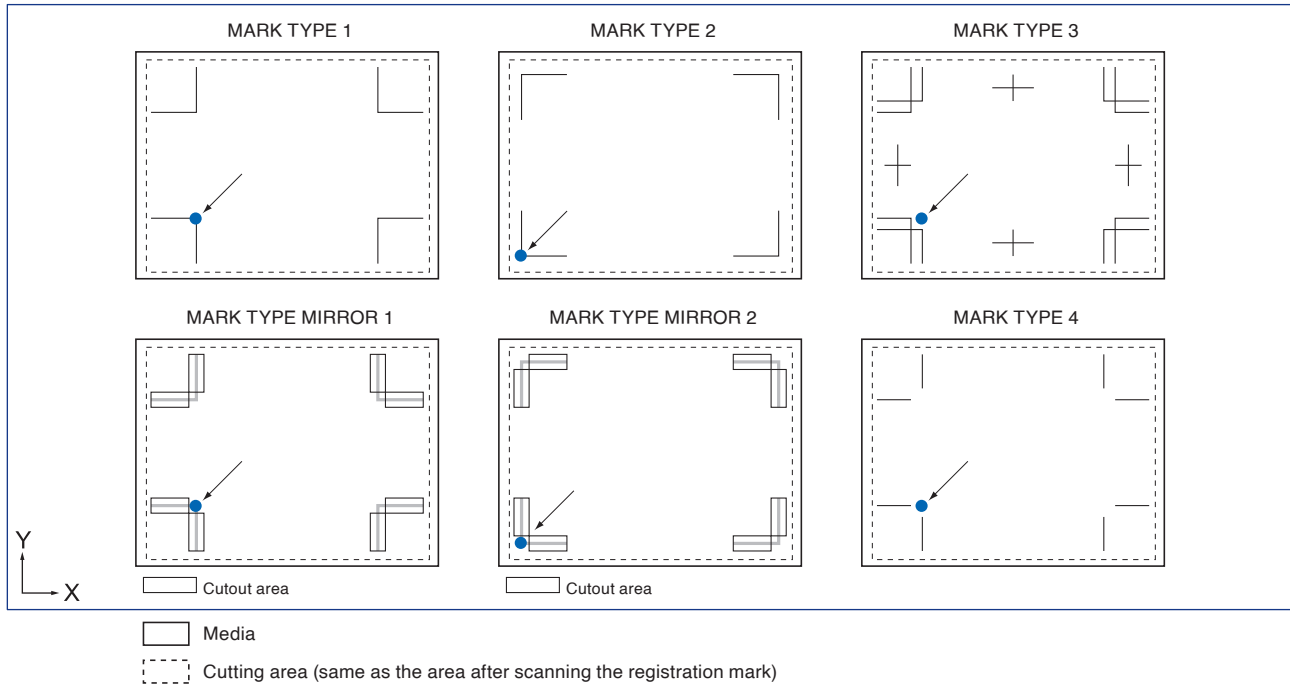 MARK TYPE 1
MARK TYPE 2
MARK TYPE 3
MARK TYPE MIRROR 1
MARK TYPE MIRROR 2
MARK TYPE 4
Y
X
Cutout area
Cutout area
Media
Cutting area (same as the area after scanning the registration mark)